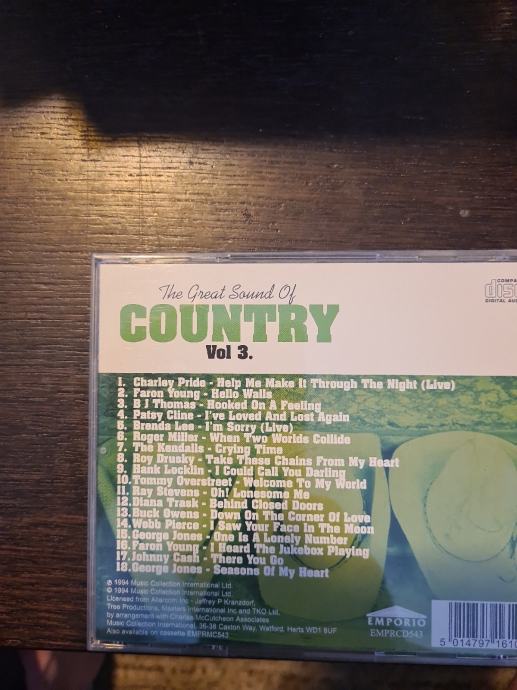 The Great Sound Of
COUNTRY
Vol 3.
COMPA
DIGITAL AU
1. Charley Pride - Help Me Make It Through The Night (Live)
2. Faron Young - Hello Walls
3. B J Thomas - Hooked On A Feeling
4. Patsy Cline - I've Loved And Lost Again
5. Brenda Lee - I'm Sorry (Live)
6. Roger Miller - When Two Worlds Collide
7. The Kendalls - Crying Time
8. Roy Drusky - Take These Chains From My Heart
9. Hank Locklin - I Could Call You Darling
10. Tommy Overstreet - Welcome To My World
11. Ray Stevens - Oh! Lonesome Me
12. Diana Trask - Behind Closed Doors
13. Buck Owens - Down On The Corner Of Love
14. Webb Pierce - I Saw Your Face In The Moon
15. George Jones - One Is A Lonely Number
16. Faron Young - I Heard The Jukebox Playing
17. Johnny Cash - There You Go
18. George Jones - Seasons Of My Heart
℗ 1994 Music Collection International Ltd.
© 1994 Music Collection International Ltd.
Licensed from Allarcom Inc - Jeffrey P Kranzdorf,
Tree Productions, Masters International Inc and TKO Ltd.
by arrangement with Charles McCutcheon Associates
Music Collection International, 36-38 Caxton Way, Watford, Herts WD1 8UF
Also available on cassette EMPRMC543
EMPORIO
EMPRCD543
5 014797 1610